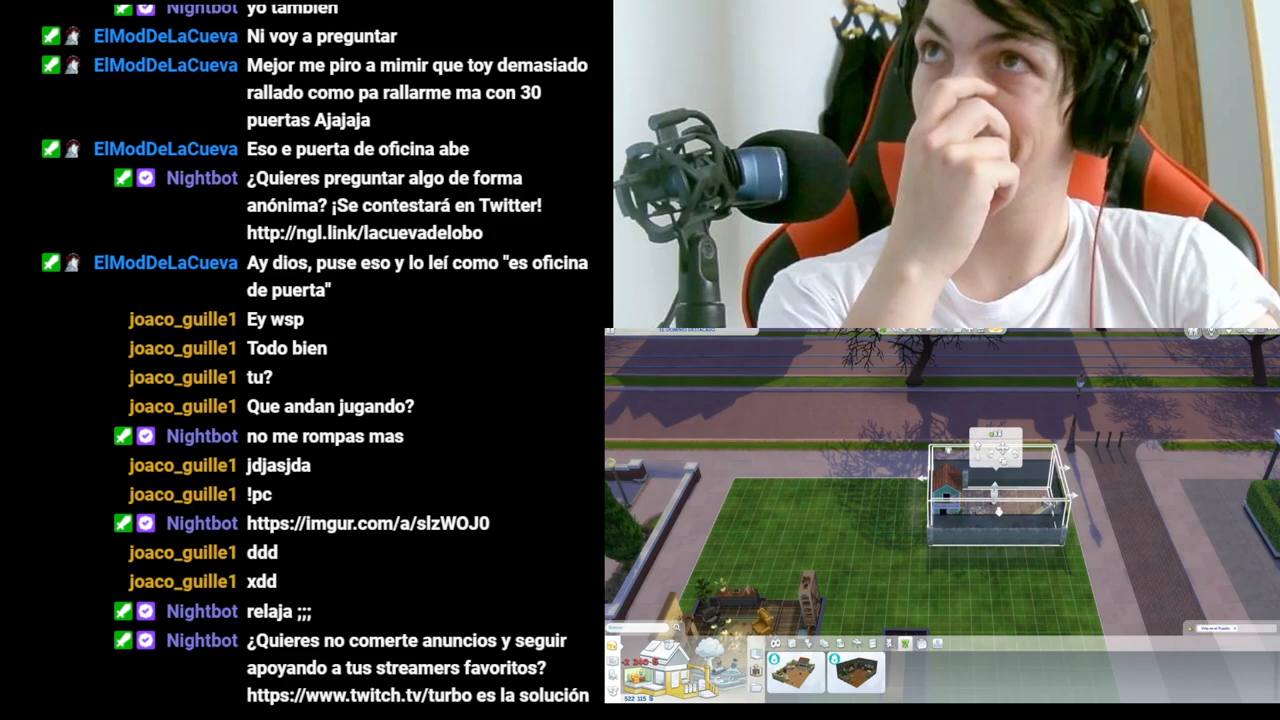 Nightbot yo también
ElModDeLaCueva Ni voy a preguntar
ElModDeLaCueva Mejor me piro a mimir que toy demasiado
rallado como pa rallarme ma con 30
puertas Ajajaja
ElModDeLaCueva Eso e puerta de oficina abe
Nightbot ¿Quieres preguntar algo de forma
anónima? ¡Se contestará en Twitter!
http://ngl.link/lacuevadelobo
ElModDeLaCueva Ay dios, puse eso y lo leí como "es oficina
de puerta"
joaco_guille1 Ey wsp
joaco_guille1 Todo bien
joaco_guille1 tu?
joaco_guille1 Que andan jugando?
Nightbot no me rompas mas
joaco_guille1 jdjasjda
joaco_guille1 !pc
Nightbot https://imgur.com/a/slzWOJ0
joaco_guille1 ddd
joaco_guille1 xdd
Nightbot relaja ;;;
Nightbot ¿Quieres no comerte anuncios y seguir
apoyando a tus streamers favoritos?
https://www.twitch.tv/turbo es la solución
522 115 §